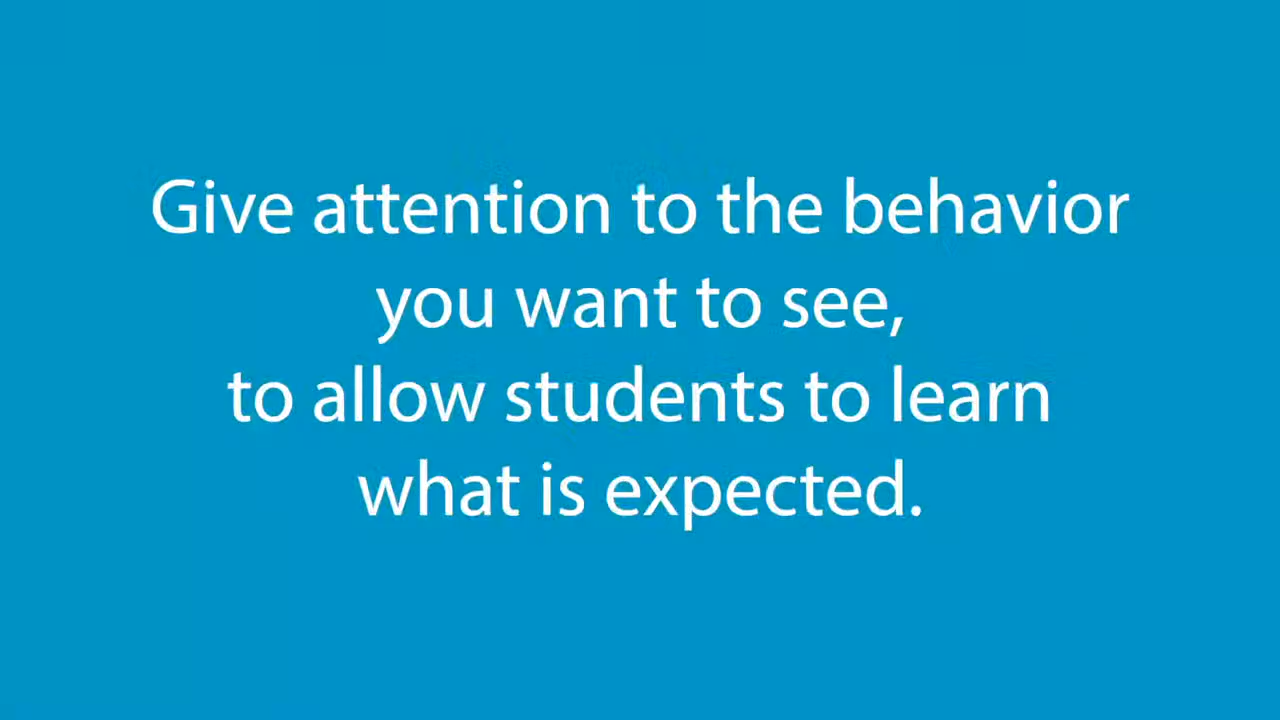 Give attention to the behavior
you want to see,
to allow students to learn
what is expected.